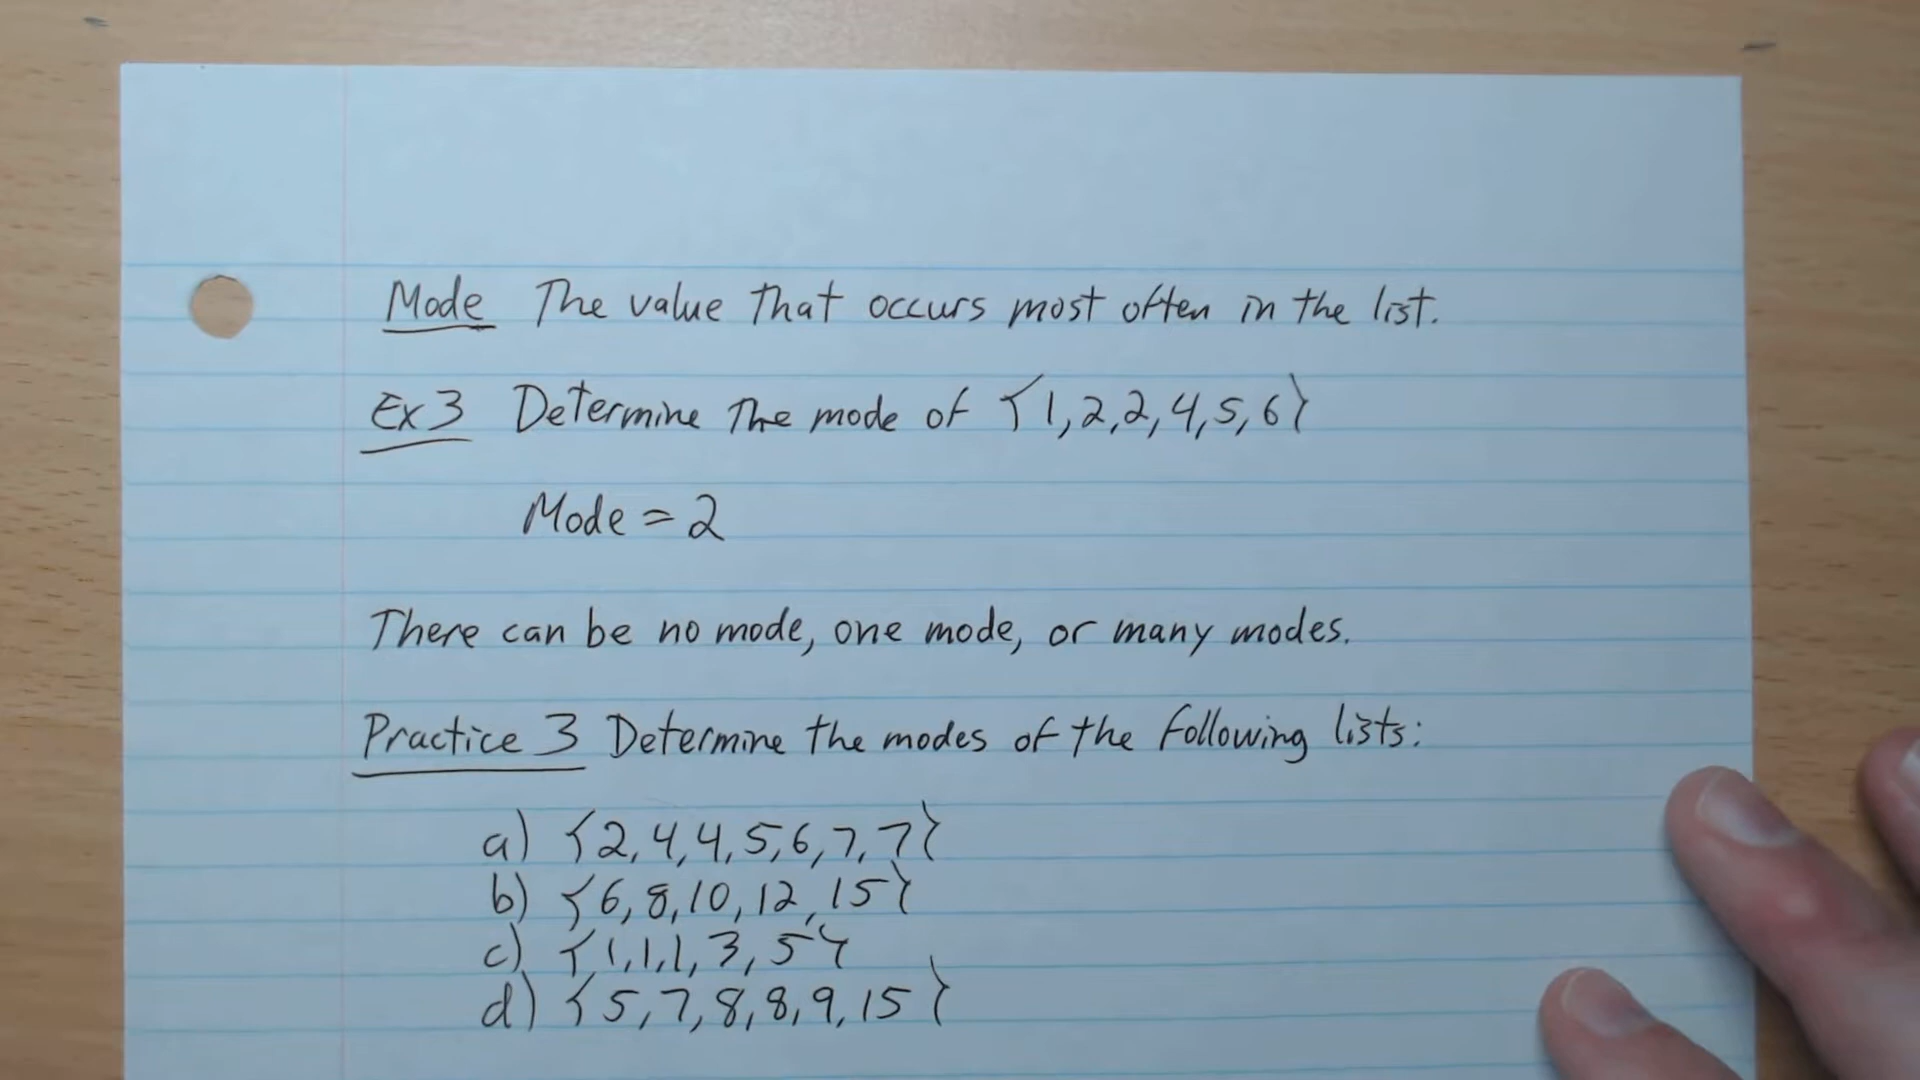 Mode The value that occurs most often in the list.
Ex 3 Determine the mode of {1,2,2,4,5,6}
Mode = 2
There can be no mode, one mode, or many modes.
Practice 3 Determine the modes of the following lists:
a) {2,4,4,5,6,7,7}
b) {6,8,10,12,15}
c) {1,1,1,3,5}
d) {5,7,8,8,9,15}